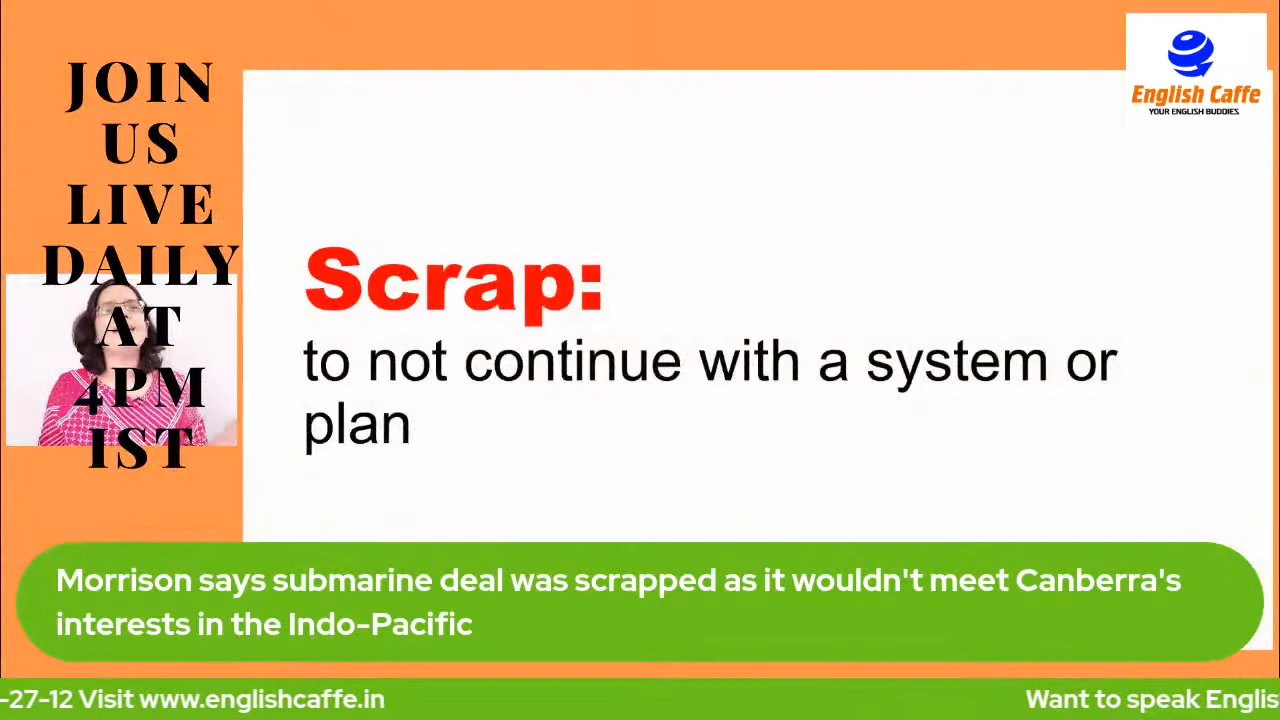 JOIN
US
LIVE
DAILY
AT
4PM
IST
English Caffe
YOUR ENGLISH BUDDIES
Scrap:
to not continue with a system or
plan
Morrison says submarine deal was scrapped as it wouldn't meet Canberra's
interests in the Indo-Pacific
-27-12 Visit www.englishcaffe.in
Want to speak Englis